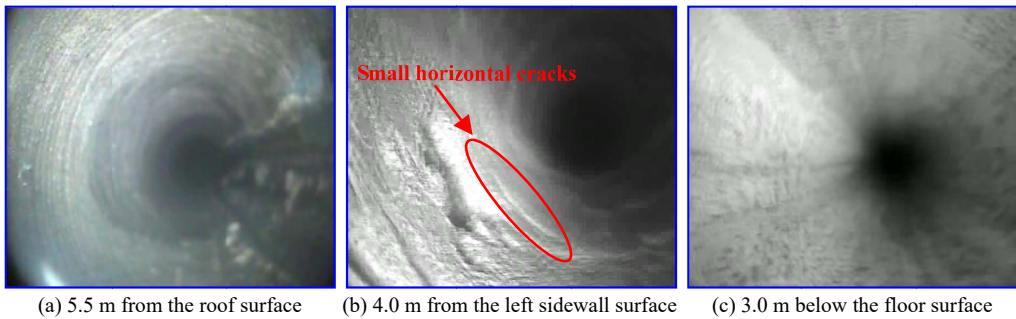 Small horizontal cracks
(a) 5.5 m from the roof surface
(b) 4.0 m from the left sidewall surface
(c) 3.0 m below the floor surface